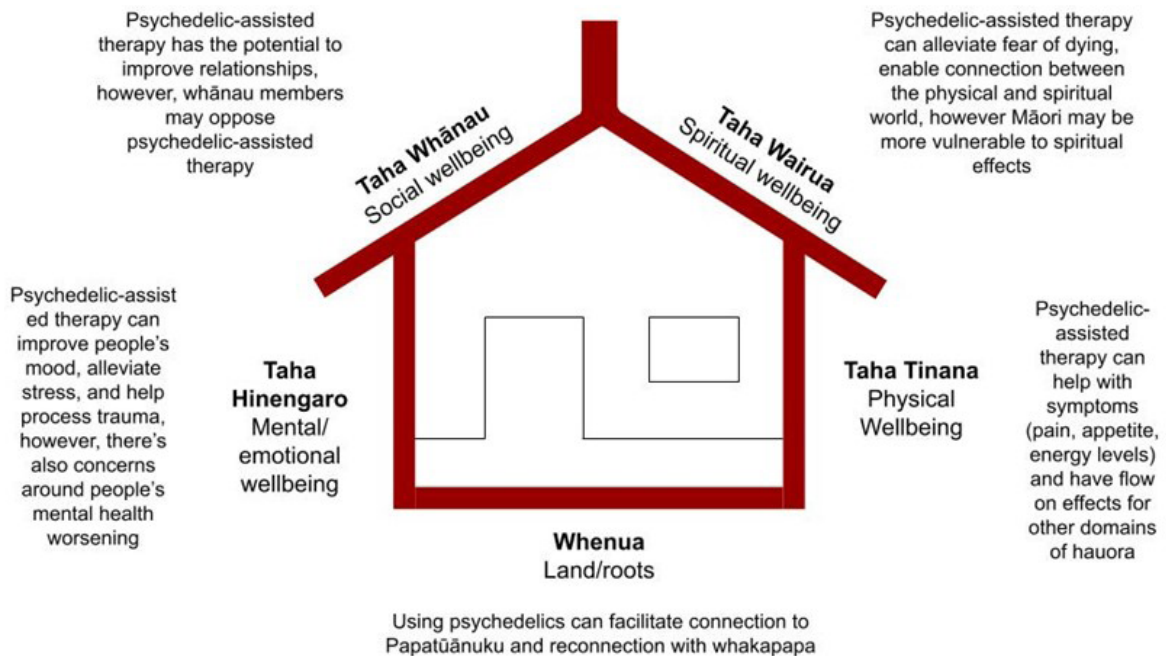 Psychedelic-assisted
therapy has the potential to
improve relationships,
however, whānau members
may oppose
psychedelic-assisted
therapy
Taha Whānau
Social wellbeing
Taha Wairua
Spiritual wellbeing
Psychedelic-assisted therapy
can alleviate fear of dying,
enable connection between
the physical and spiritual
world, however Māori may be
more vulnerable to spiritual
effects
Psychedelic-assist
ed therapy can
improve people’s
mood, alleviate
stress, and help
process trauma,
however, there’s
also concerns
around people’s
mental health
worsening
Taha
Hinengaro
Mental/
emotional
wellbeing
Taha Tinana
Physical
Wellbeing
Psychedelic-
assisted
therapy can
help with
symptoms
(pain, appetite,
energy levels)
and have flow
on effects for
other domains
of hauora
Whenua
Land/roots
Using psychedelics can facilitate connection to
Papatūānuku and reconnection with whakapapa